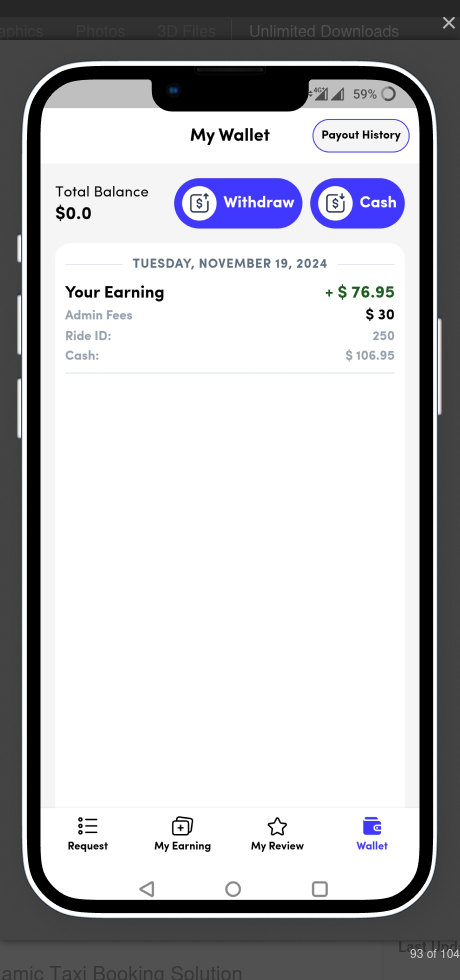 aphics Photos 3D Files Unlimited Downloads
4G 59%
My Wallet Payout History
Total Balance
$0.0
Withdraw Cash
TUESDAY, NOVEMBER 19, 2024
Your Earning + $ 76.95
Admin Fees $ 30
Ride ID: 250
Cash: $ 106.95
Request My Earning My Review Wallet
Last Upd
93 of 104
amic Taxi Booking Solution